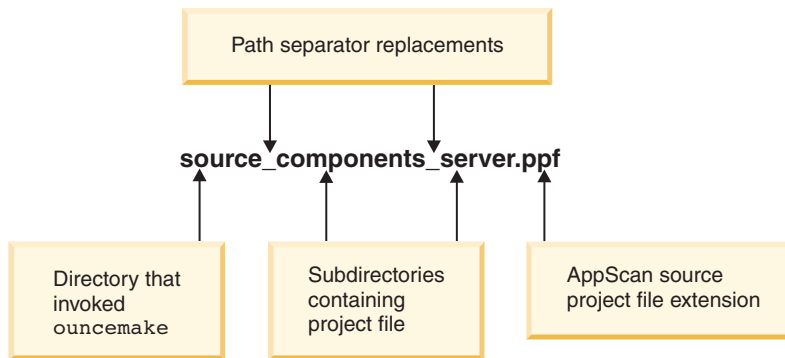 Path separator replacements
source_components_server.ppf
Directory that
invoked
ouncemake
Subdirectories
containing
project file
AppScan source
project file extension